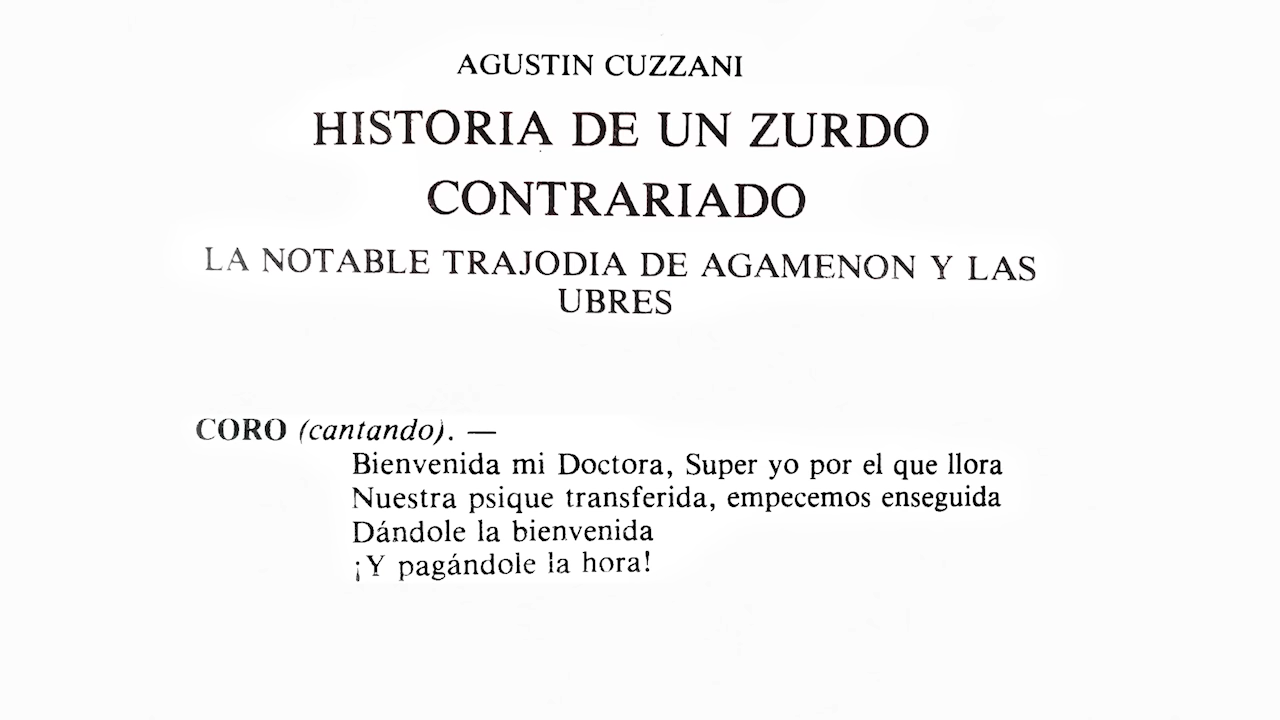 AGUSTIN CUZZANI
HISTORIA DE UN ZURDO
CONTRARIADO
LA NOTABLE TRAJODIA DE AGAMENON Y LAS
UBRES
CORO (cantando). —
Bienvenida mi Doctora, Super yo por el que llora
Nuestra psique transferida, empecemos enseguida
Dándole la bienvenida
¡Y pagándole la hora!